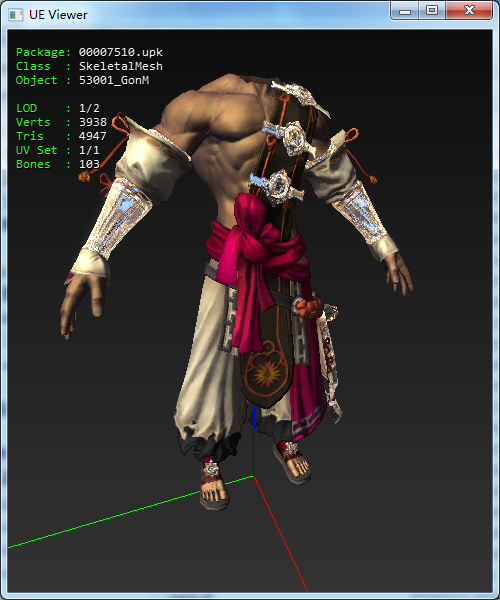 UE Viewer
Package: 00007510.upk
Class  : SkeletalMesh
Object : 53001_GonM
LOD    : 1/2
Verts  : 3938
Tris   : 4947
UV Set : 1/1
Bones  : 103